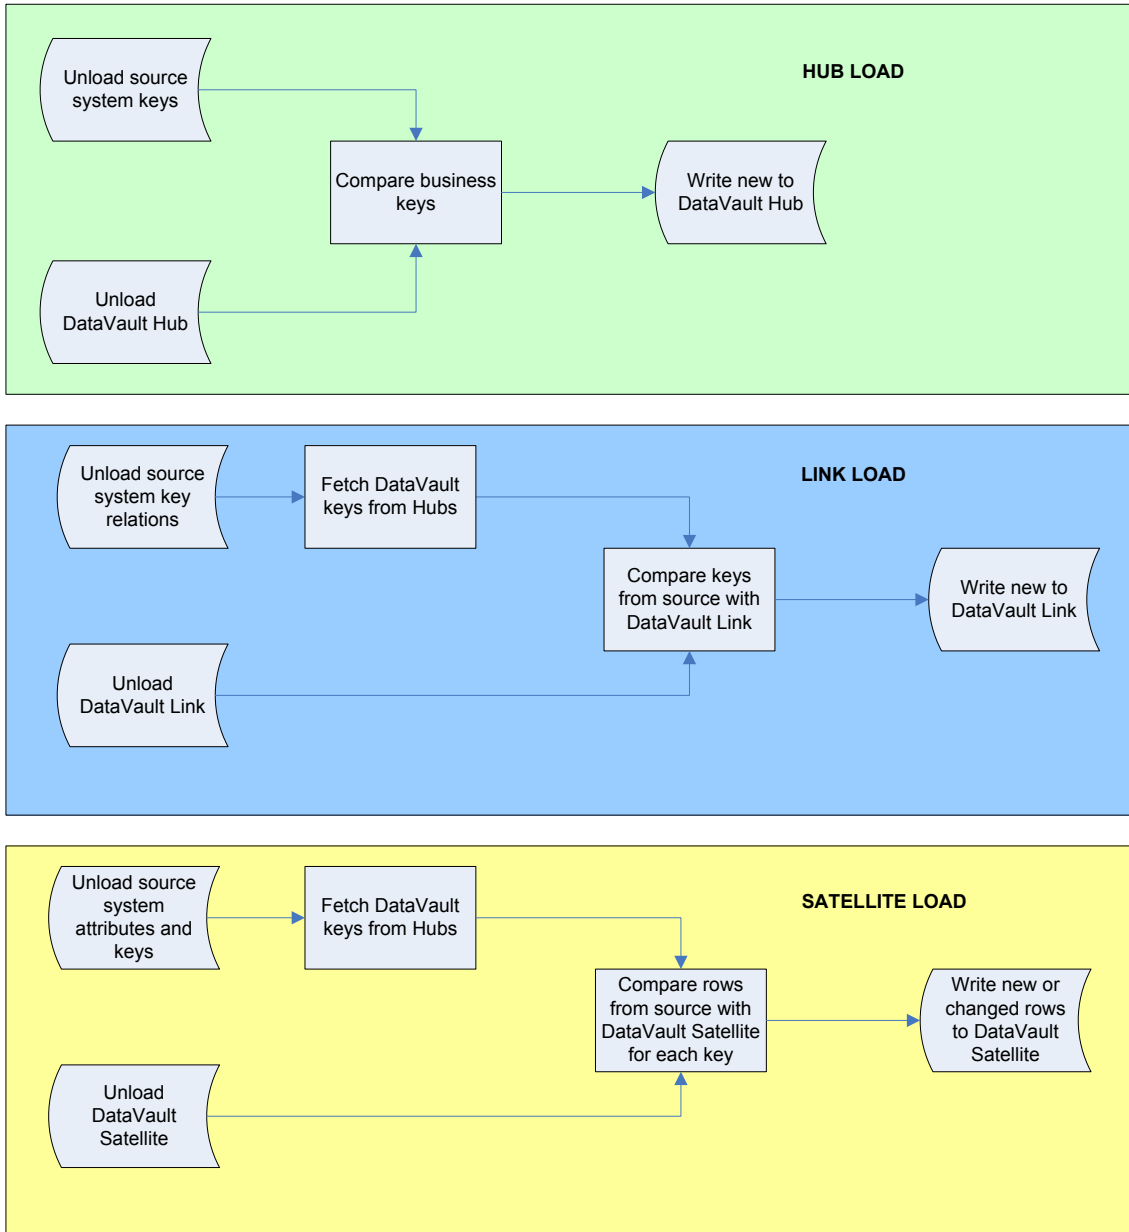 HUB LOAD
Unload source
system keys
Compare business
keys
Write new to
DataVault Hub
Unload
DataVault Hub
LINK LOAD
Unload source
system key
relations
Fetch DataVault
keys from Hubs
Compare keys
from source with
DataVault Link
Write new to
DataVault Link
Unload
DataVault Link
SATELLITE LOAD
Unload source
system
attributes and
keys
Fetch DataVault
keys from Hubs
Compare rows
from source with
DataVault Satellite
for each key
Write new or
changed rows
to DataVault
Satellite
Unload
DataVault
Satellite